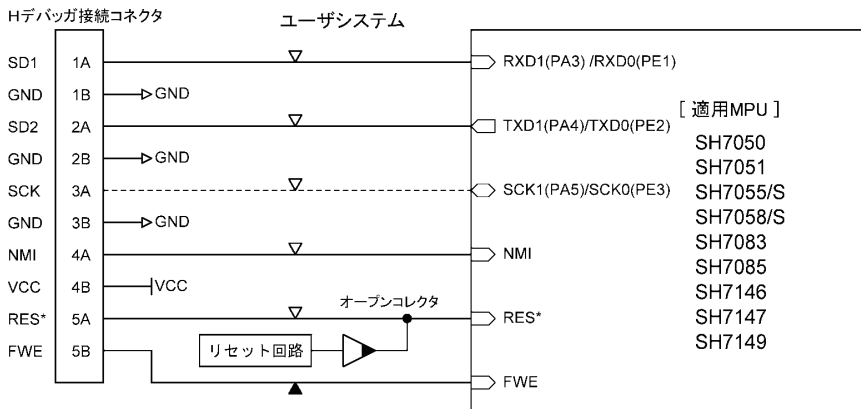 Hデバッガ接続コネクタ
ユーザシステム
SD1 1A RXD1(PA3) /RXD0(PE1)
GND 1B GND
[ 適用MPU ]
SD2 2A TXD1(PA4)/TXD0(PE2)
SH7050
GND 2B GND
SH7051
SCK 3A SCK1(PA5)/SCK0(PE3)
SH7055/S
GND 3B GND
SH7058/S
SH7083
NMI 4A NMI
SH7085
VCC 4B VCC
SH7146
オープンコレクタ
RES* 5A RES*
SH7147
FWE 5B リセット回路
SH7149
FWE